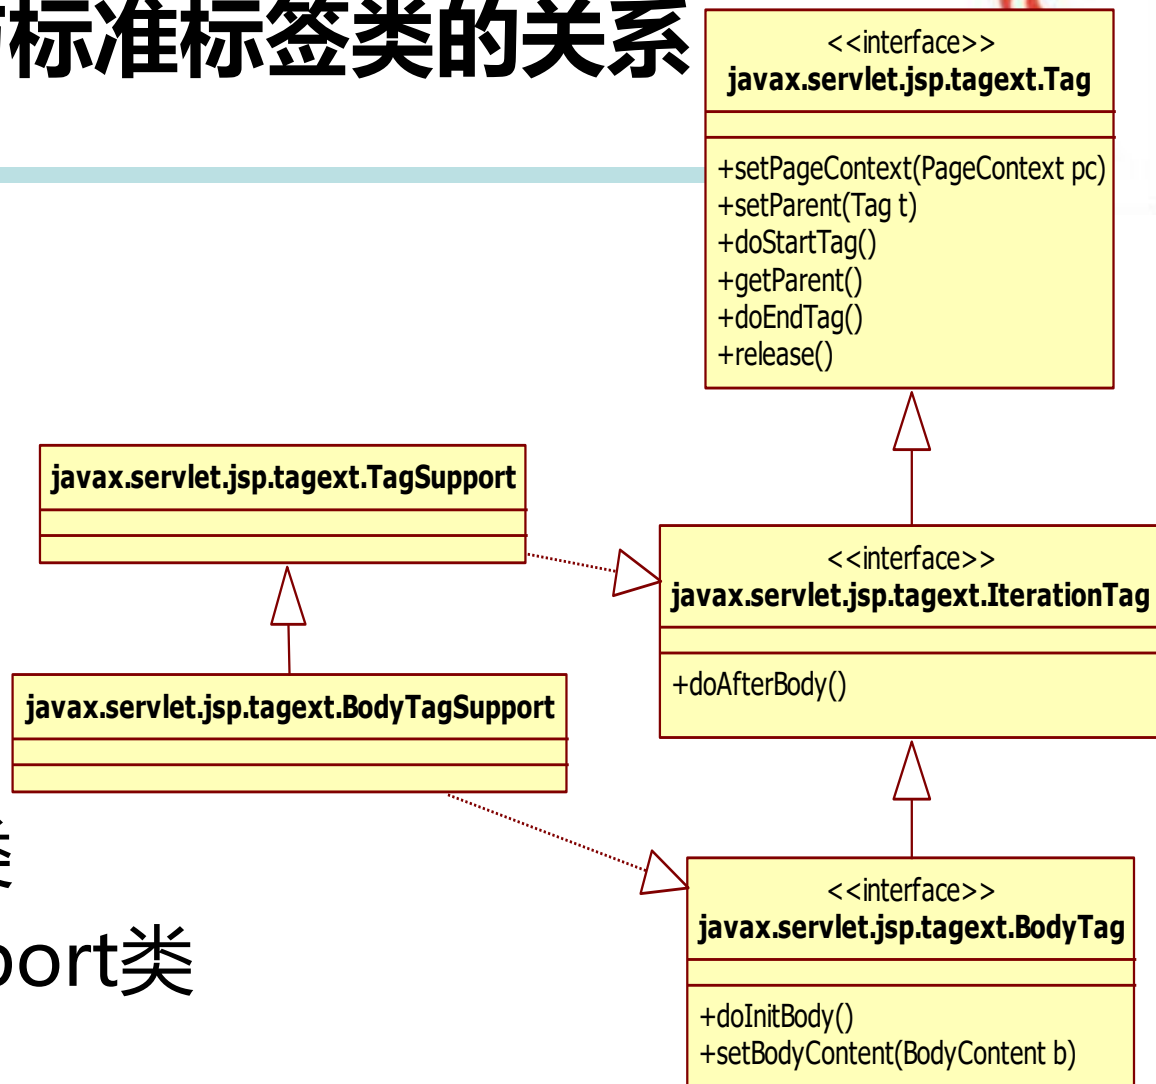 标准标签类的关系
<<interface>>
javax.servlet.jsp.tagext.Tag
+setPageContext(PageContext pc)
+setParent(Tag t)
+doStartTag()
+getParent()
+doEndTag()
+release()
javax.servlet.jsp.tagext.TagSupport
<<interface>>
javax.servlet.jsp.tagext.IterationTag
+doAfterBody()
javax.servlet.jsp.tagext.BodyTagSupport
类
port类
<<interface>>
javax.servlet.jsp.tagext.BodyTag
+doInitBody()
+setBodyContent(BodyContent b)